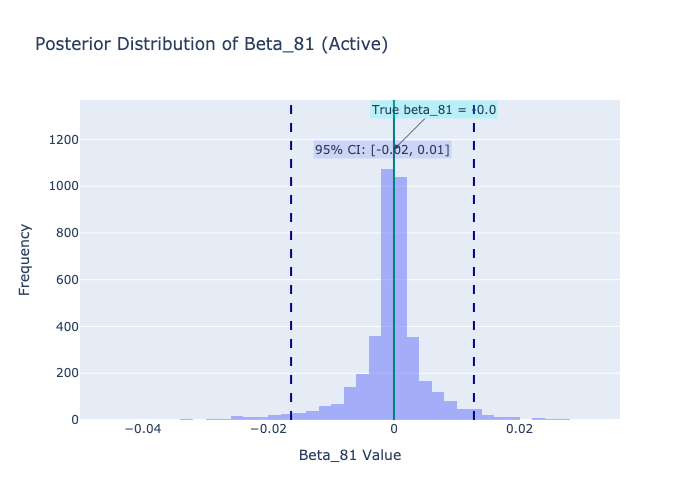 Posterior Distribution of Beta_81 (Active)
True beta_81 = 0.0
95% CI: [-0.02, 0.01]
1200
1000
800
600
400
200
0
Frequency
−0.04
−0.02
0
0.02
Beta_81 Value